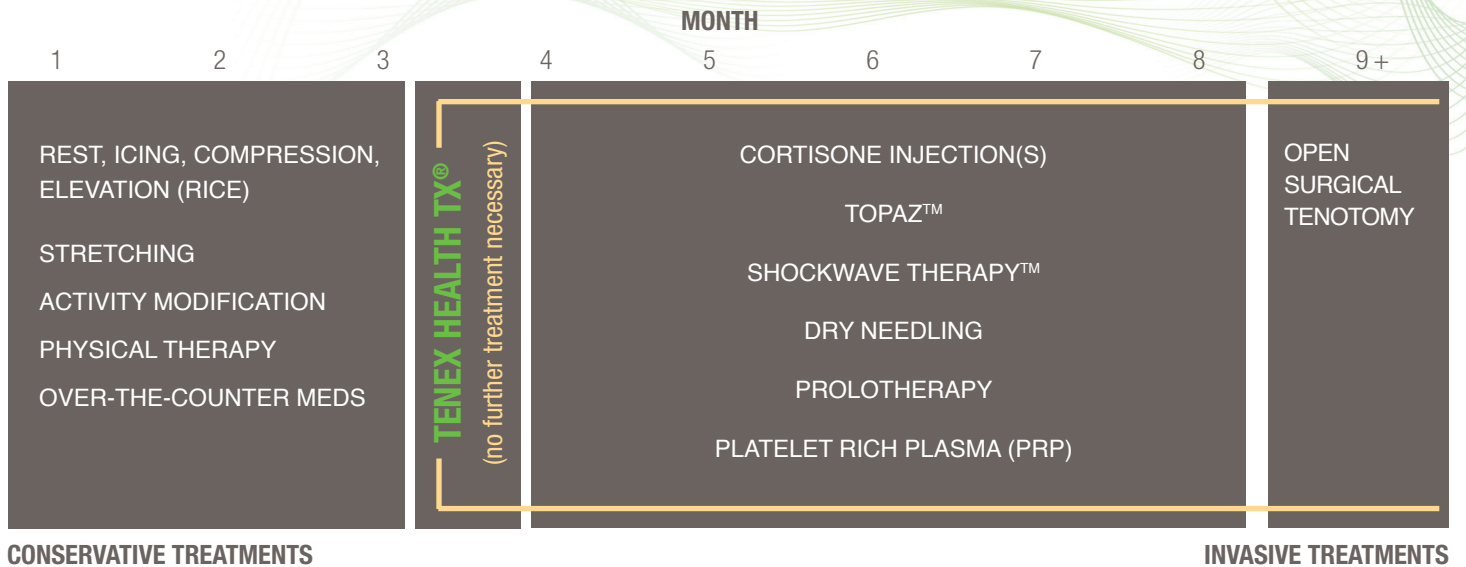 MONTH
1 2 3 4 5 6 7 8 9 +
REST, ICING, COMPRESSION,
ELEVATION (RICE)
STRETCHING
ACTIVITY MODIFICATION
PHYSICAL THERAPY
OVER-THE-COUNTER MEDS
TENEX HEALTH TX®
(no further treatment necessary)
CORTISONE INJECTION(S)
TOPAZ™
SHOCKWAVE THERAPY™
DRY NEEDLING
PROLOTHERAPY
PLATELET RICH PLASMA (PRP)
OPEN
SURGICAL
TENOTOMY
CONSERVATIVE TREATMENTS
INVASIVE TREATMENTS